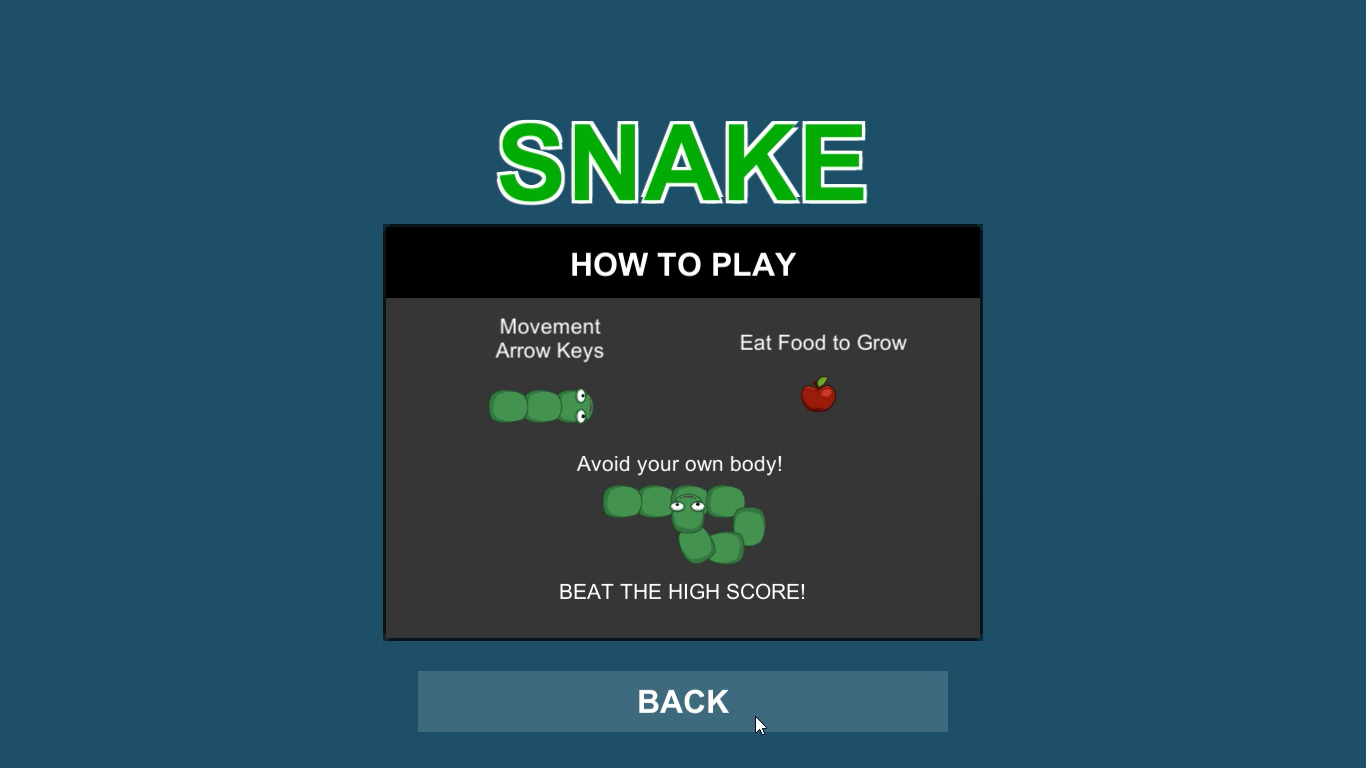 SNAKE
HOW TO PLAY
Movement
Arrow Keys
Eat Food to Grow
Avoid your own body!
BEAT THE HIGH SCORE!
BACK